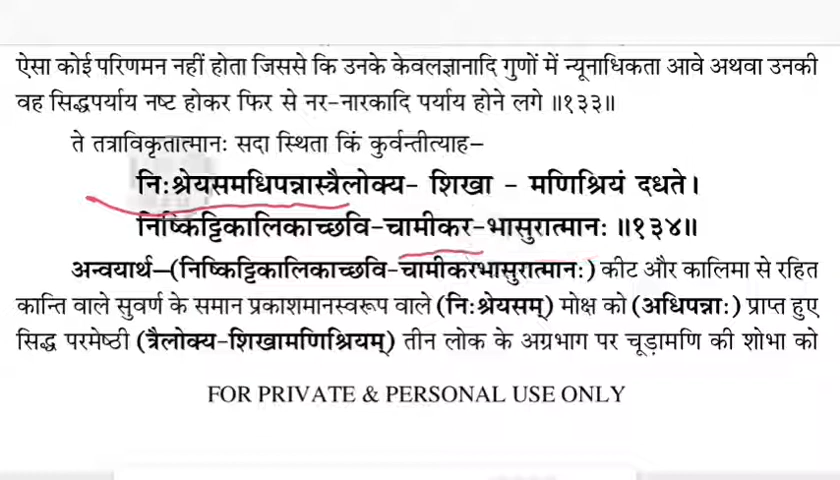 ऐसा कोई परिणमन नहीं होता जिससे कि उनके केवलज्ञानादि गुणों में न्यूनाधिकता आवे अथवा उनकी
वह सिद्धपर्याय नष्ट होकर फिर से नर-नारकादि पर्याय होने लगे ॥१३३॥
ते तत्राविकृतात्मानः सदा स्थिता किं कुर्वन्तीत्याह-
निःश्रेयसमधिपन्नास्त्रैलोक्य- शिखा - मणिश्रियं दधते।
निष्किट्टिकालिकाच्छवि-चामीकर-भासुरात्मानः ॥१३४॥
अन्वयार्थ-(निष्किट्टिकालिकाच्छवि-चामीकरभासुरात्मानः) कीट और कालिमा से रहित
कान्ति वाले सुवर्ण के समान प्रकाशमानस्वरूप वाले (निःश्रेयसम्) मोक्ष को (अधिपन्नाः) प्राप्त हुए
सिद्ध परमेष्ठी (त्रैलोक्य-शिखामणिश्रियम्) तीन लोक के अग्रभाग पर चूड़ामणि की शोभा को
FOR PRIVATE & PERSONAL USE ONLY